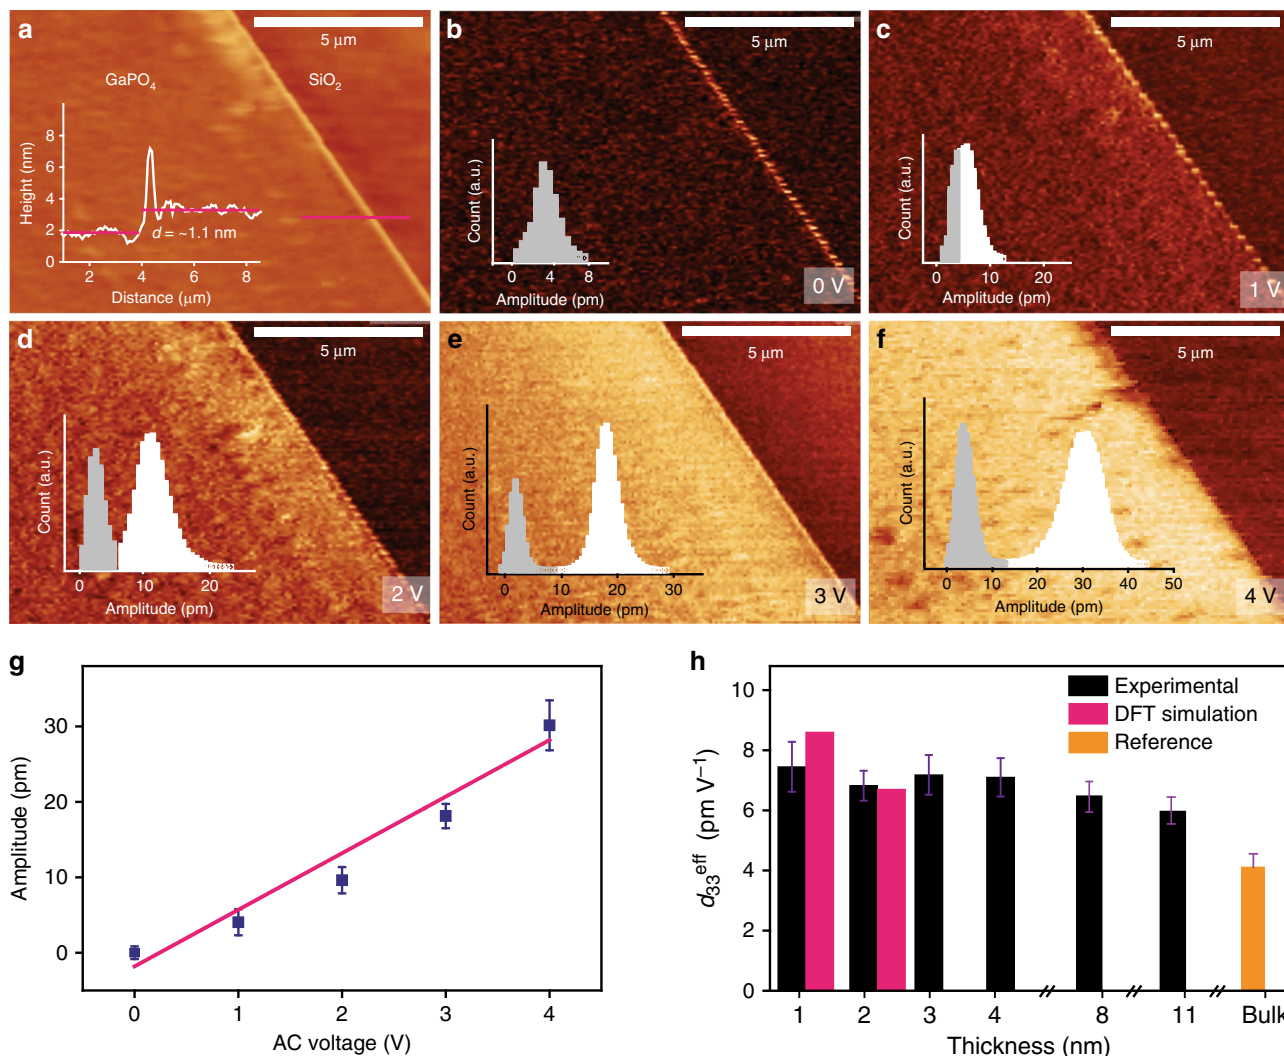 a
5 μm
GaPO4
SiO2
Height (nm)
8
6
4
2
0
d = ~1.1 nm
2
4
6
8
Distance (μm)
b
5 μm
Count (a.u.)
0
4
8
Amplitude (pm)
0 V
c
5 μm
Count (a.u.)
0
10
20
Amplitude (pm)
1 V
d
5 μm
Count (a.u.)
0
10
20
Amplitude (pm)
2 V
e
5 μm
Count (a.u.)
0
10
20
30
Amplitude (pm)
3 V
f
5 μm
Count (a.u.)
0
10
20
30
40
50
Amplitude (pm)
4 V
g
Amplitude (pm)
30
20
10
0
0
1
2
3
4
AC voltage (V)
h
Experimental
DFT simulation
Reference
d33^eff (pm V−1)
10
8
6
4
2
0
1
2
3
4
8
11
Bulk
Thickness (nm)